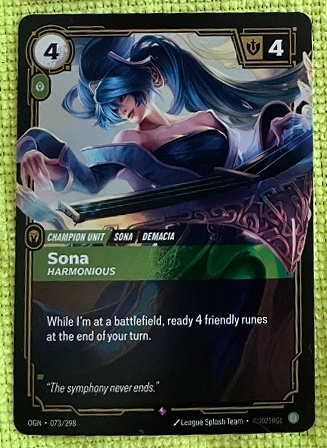 4
4
CHAMPION UNIT SONA DEMACIA
Sona
HARMONIOUS
While I'm at a battlefield, ready 4 friendly runes
at the end of your turn.
"The symphony never ends."
OGN • 073/298 League Splash Team • ©2025RGI